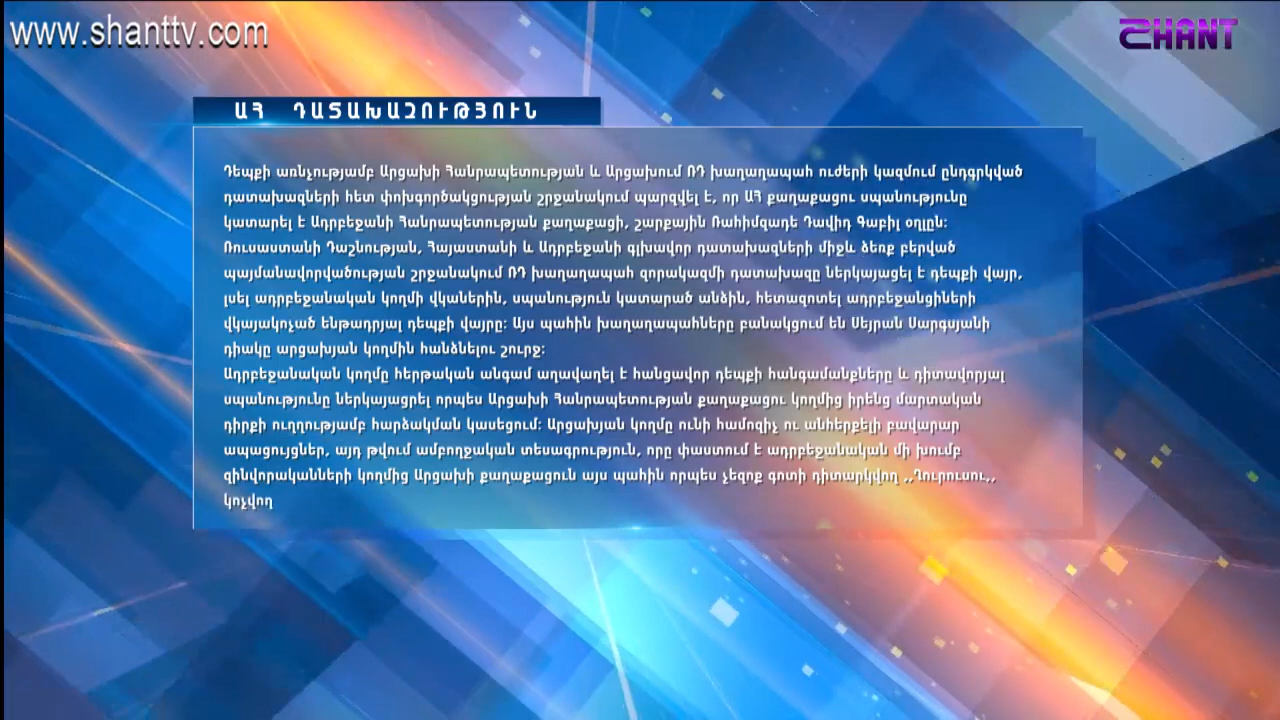 www.shanttv.com
SHANT
ԱՀ ԴԱՏԱԽԱԶՈՒԹՅՈՒՆ
Դեպքի առնչությամբ Արցախի Հանրապետության և Արցախում ՌԴ խաղաղապահ ուժերի կազմում ընդգրկված
դատախազների հետ փոխգործակցության շրջանակում պարզվել է, որ ԱՀ քաղաքացու սպանությունը
կատարել է Ադրբեջանի Հանրապետության քաղաքացի, շարքային Ռահիմզադե Դավիդ Գաբիլ օղլըն:
Ռուսաստանի Դաշնության, Հայաստանի և Ադրբեջանի գլխավոր դատախազների միջև ձեռք բերված
պայմանավորվածության շրջանակում ՌԴ խաղաղապահ զորակազմի դատախազը ներկայացել է դեպքի վայր,
լսել ադրբեջանական կողմի վկաներին, սպանություն կատարած անձին, հետազոտել ադրբեջանցիների
վկայակոչած ենթադրյալ դեպքի վայրը: Այս պահին խաղաղապահները բանակցում են Սեյրան Սարգսյանի
դիակը արցախյան կողմին հանձնելու շուրջ:
Ադրբեջանական կողմը հերթական անգամ աղավաղել է հանցավոր դեպքի հանգամանքները և դիտավորյալ
սպանությունը ներկայացրել որպես Արցախի Հանրապետության քաղաքացու կողմից իրենց մարտական
դիրքի ուղղությամբ հարձակման կասեցում: Արցախյան կողմը ունի համոզիչ ու անհերքելի բավարար
ապացույցներ, այդ թվում ամբողջական տեսագրություն, որը փաստում է ադրբեջանական մի խումբ
զինվորականների կողմից Արցախի քաղաքացուն այս պահին որպես չեզոք գոտի դիտարկվող ,,Ղուրուսու,,
կոչվող